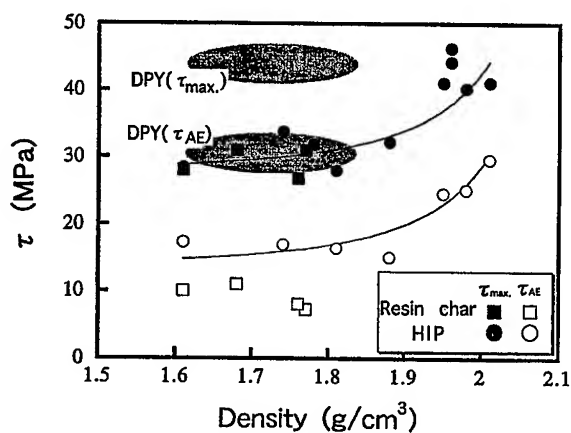 50
40
30
20
10
0
τ (MPa)
DPY(τmax.)
DPY(τAE)
τmax. τAE
Resin char ■ □
HIP ● ○
1.5 1.6 1.7 1.8 1.9 2 2.1
Density (g/cm³)